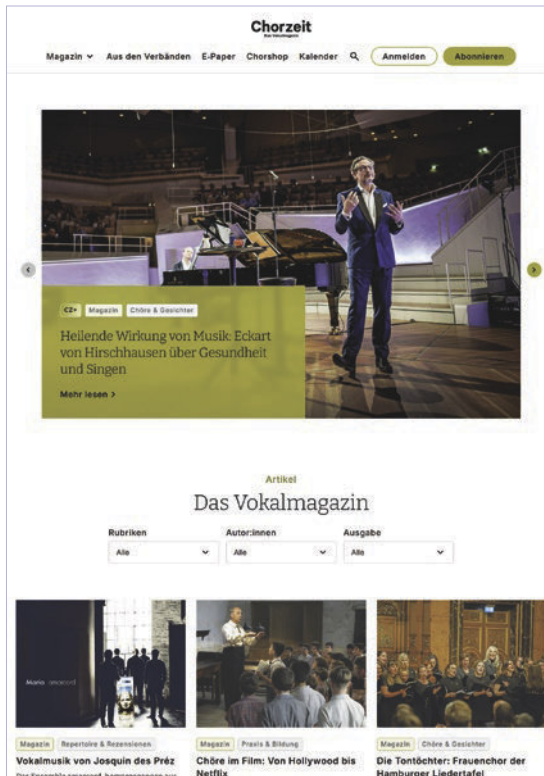 Chorzeit
Das Vokalmagazin
Magazin Aus den Verbänden E-Paper Chorshop Kalender Anmelden Abonnieren
CZ+ Magazin Chöre & Gesichter
Heilende Wirkung von Musik: Eckart
von Hirschhausen über Gesundheit
und Singen
Mehr lesen >
Artikel
Das Vokalmagazin
Rubriken Autor:innen Ausgabe
Alle Alle Alle
Magazin Repertoire & Rezensionen
Vokalmusik von Josquin des Préz
Magazin Praxis & Bildung
Chöre im Film: Von Hollywood bis
Netflix
Magazin Chöre & Gesichter
Die Tontöchter: Frauenchor der
Hamburger Liedertafel